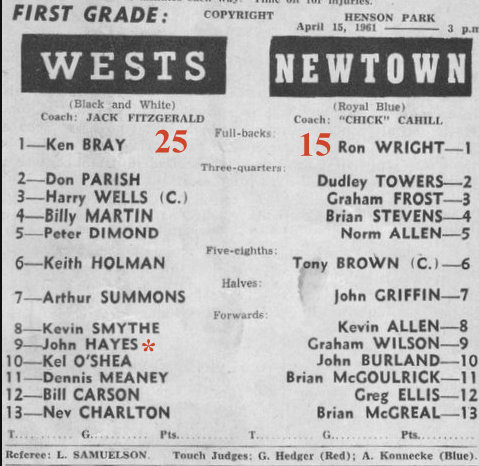 FIRST GRADE:
COPYRIGHT
HENSON PARK
April 15, 1961 — 3 p.m
WESTS
NEWTOWN
(Black and White)
(Royal Blue)
Coach: JACK FITZGERALD
Coach: "CHICK" CAHILL
Full-backs:
1—Ken BRAY 25
15 Ron WRIGHT—1
Three-quarters:
2—Don PARISH
Dudley TOWERS—2
3—Harry WELLS (C.)
Graham FROST—3
4—Billy MARTIN
Brian STEVENS—4
5—Peter DIMOND
Norm ALLEN—5
Five-eighths:
6—Keith HOLMAN
Tony BROWN (C.)—6
Halves:
7—Arthur SUMMONS
John GRIFFIN—7
Forwards:
8—Kevin SMYTHE
Kevin ALLEN—8
9—John HAYES *
Graham WILSON—9
10—Kel O'SHEA
John BURLAND—10
11—Dennis MEANEY
Brian McGOULRICK—11
12—Bill CARSON
Greg ELLIS—12
13—Nev CHARLTON
Brian McGREAL—13
T.......... G.......... Pts..........
T.......... G.......... Pts..........
Referee: L. SAMUELSON. Touch Judges: G. Hedger (Red); A. Konnecke (Blue).